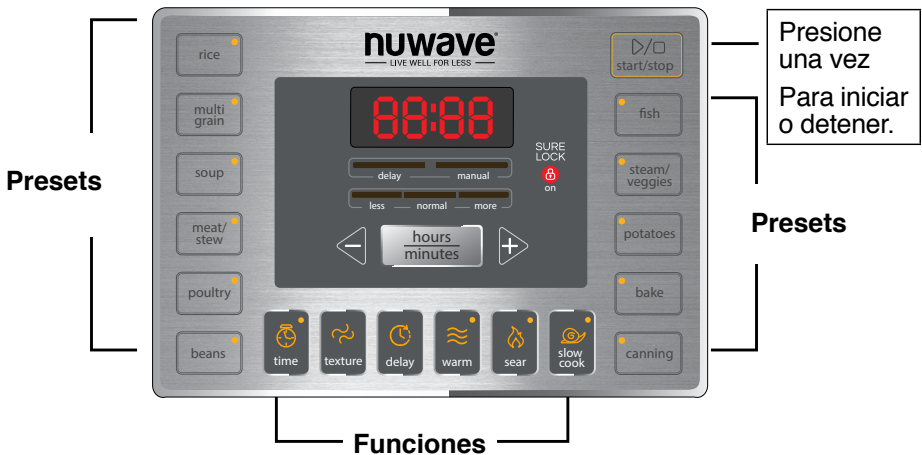 nuwave
LIVE WELL FOR LESS
rice
multi
grain
soup
meat/
stew
poultry
beans
Presets
88:88
SURE
LOCK
on
delay
manual
less
normal
more
hours
minutes
time
texture
delay
warm
sear
slow
cook
Funciones
start/stop
Presione
una vez
Para iniciar
o detener.
fish
steam/
veggies
potatoes
bake
canning
Presets